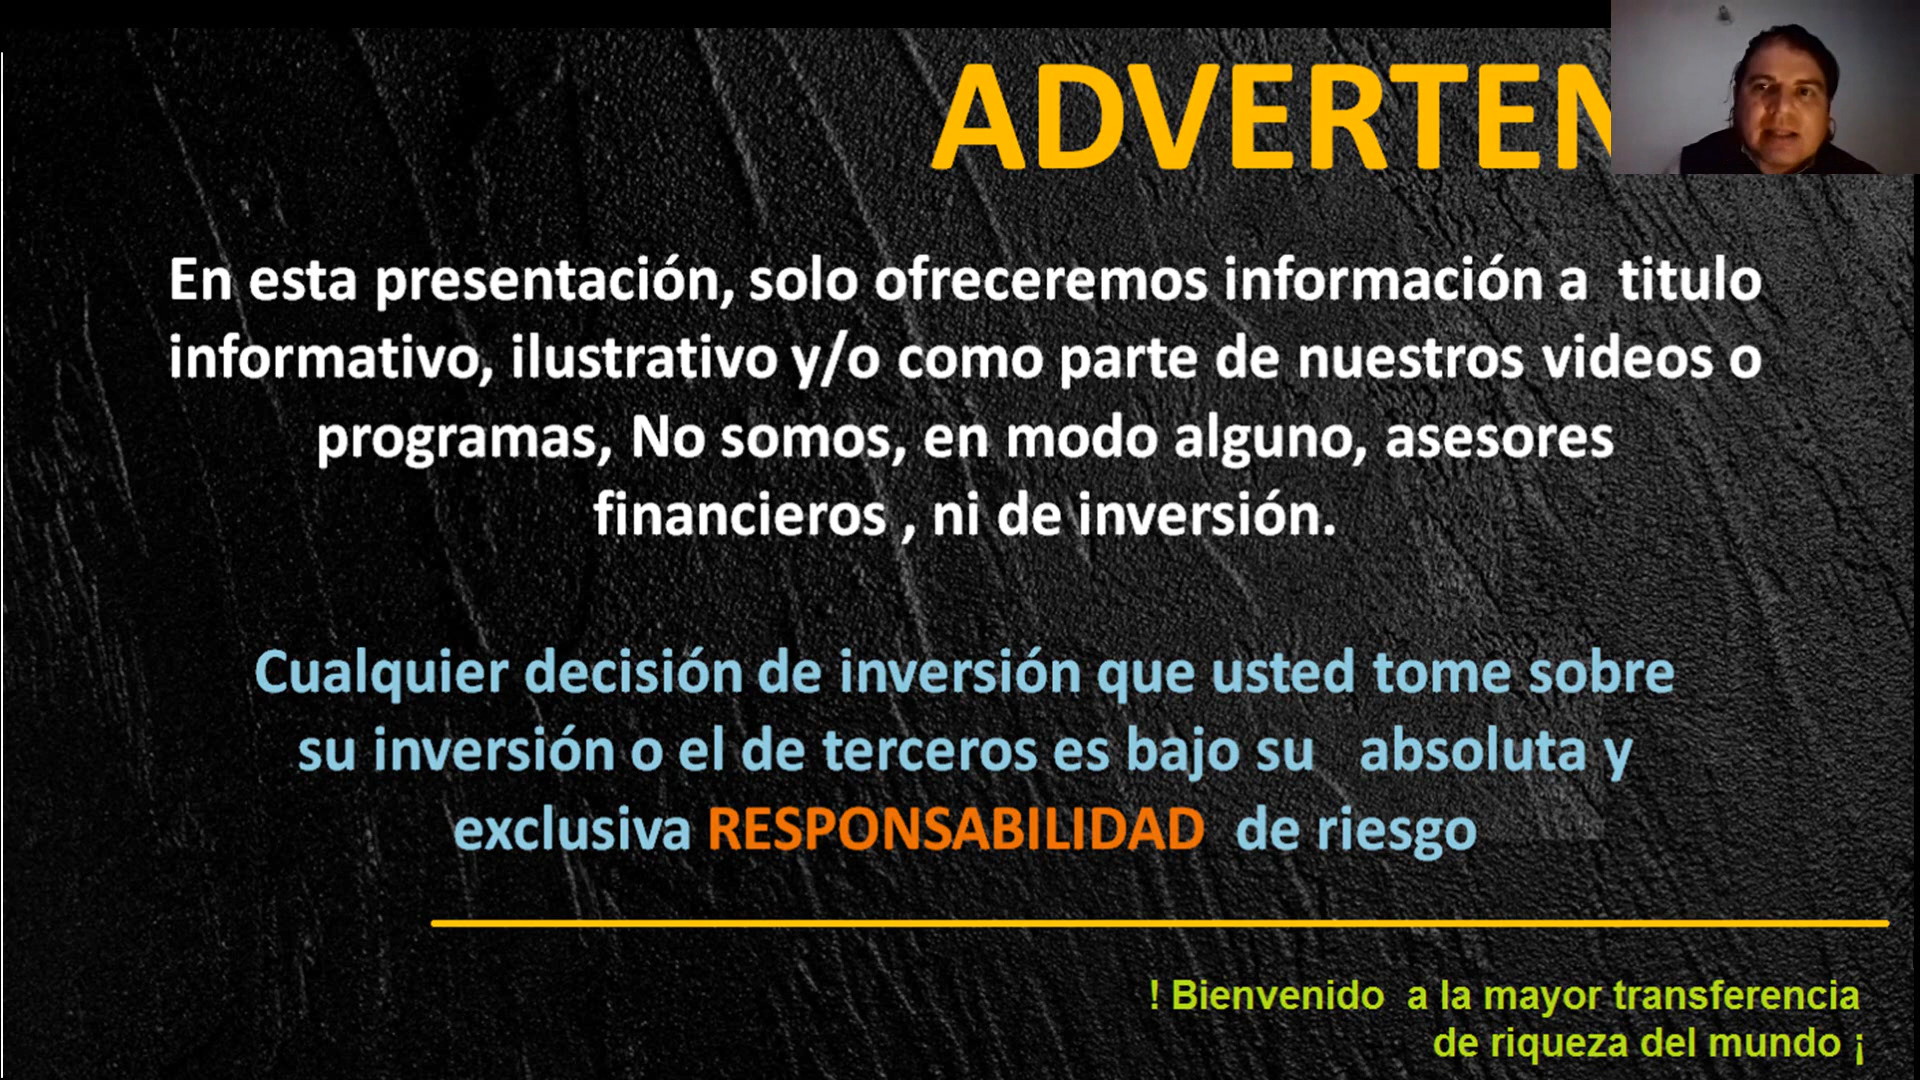 ADVERTEN
En esta presentación, solo ofreceremos información a titulo
informativo, ilustrativo y/o como parte de nuestros videos o
programas, No somos, en modo alguno, asesores
financieros , ni de inversión.
Cualquier decisión de inversión que usted tome sobre
su inversión o el de terceros es bajo su absoluta y
exclusiva RESPONSABILIDAD de riesgo
! Bienvenido a la mayor transferencia
de riqueza del mundo ¡